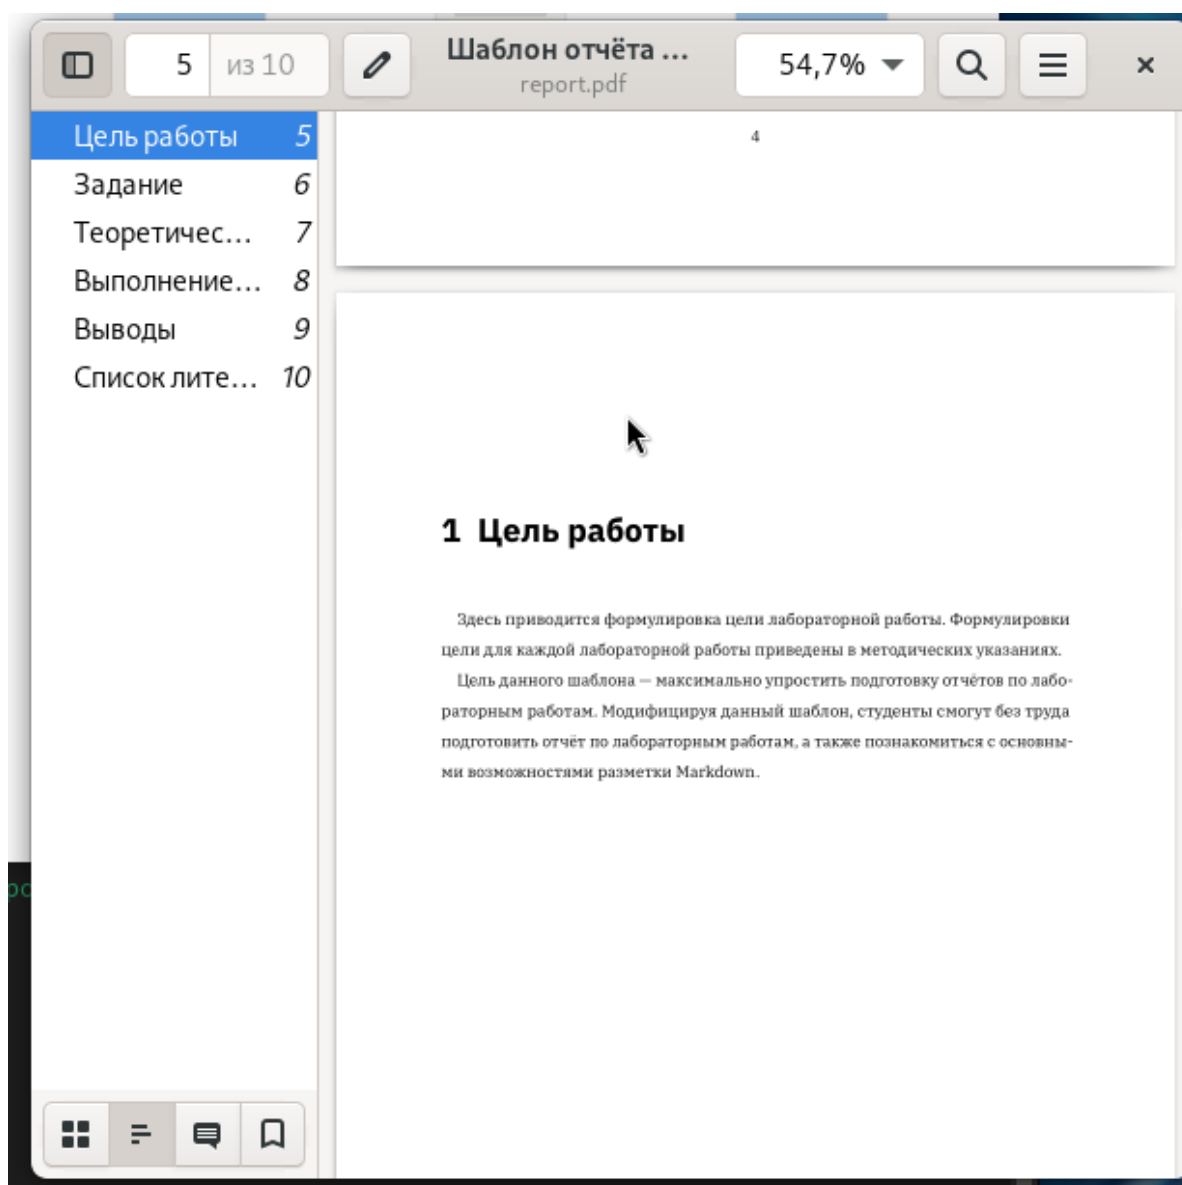 5 из 10
Шаблон отчёта ...
report.pdf
54,7%
Цель работы 5
Задание 6
Теоретичес... 7
Выполнение... 8
Выводы 9
Список лите... 10
4
1 Цель работы
Здесь приводится формулировка цели лабораторной работы. Формулировки
цели для каждой лабораторной работы приведены в методических указаниях.
Цель данного шаблона — максимально упростить подготовку отчётов по лабо-
раторным работам. Модифицируя данный шаблон, студенты смогут без труда
подготовить отчёт по лабораторным работам, а также познакомиться с основны-
ми возможностями разметки Markdown.